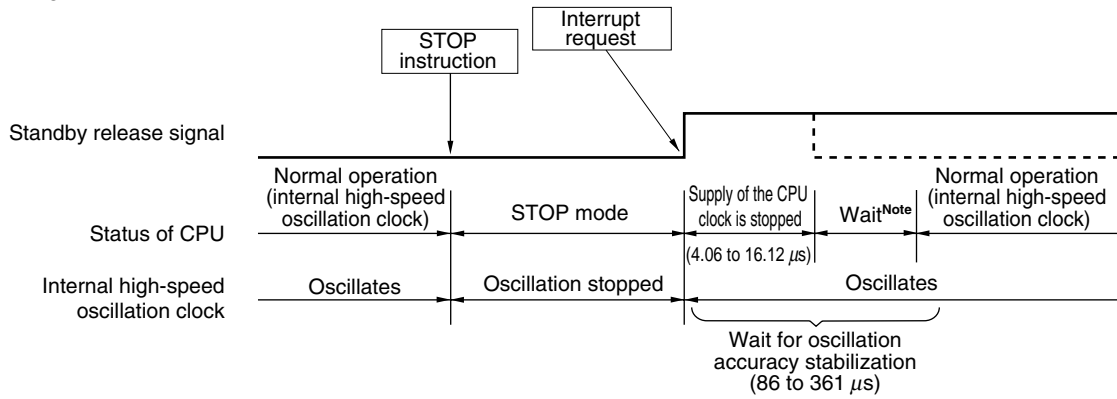 Interrupt
request
STOP
instruction
Standby release signal
Normal operation
(internal high-speed
oscillation clock)
STOP mode
Supply of the CPU
clock is stopped
(4.06 to 16.12 μs)
WaitNote
Normal operation
(internal high-speed
oscillation clock)
Status of CPU
Internal high-speed
oscillation clock
Oscillates
Oscillation stopped
Oscillates
Wait for oscillation
accuracy stabilization
(86 to 361 μs)